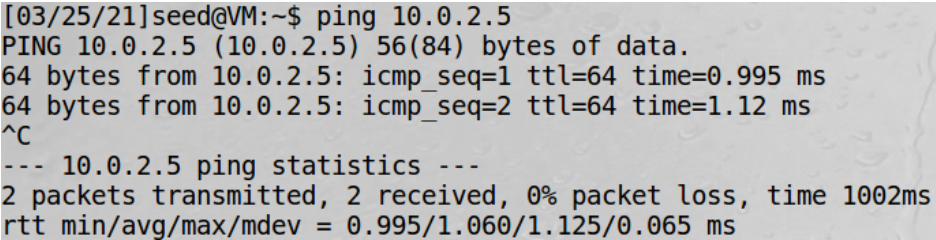 [03/25/21]seed@VM:~$ ping 10.0.2.5
PING 10.0.2.5 (10.0.2.5) 56(84) bytes of data.
64 bytes from 10.0.2.5: icmp_seq=1 ttl=64 time=0.995 ms
64 bytes from 10.0.2.5: icmp_seq=2 ttl=64 time=1.12 ms
^C
--- 10.0.2.5 ping statistics ---
2 packets transmitted, 2 received, 0% packet loss, time 1002ms
rtt min/avg/max/mdev = 0.995/1.060/1.125/0.065 ms